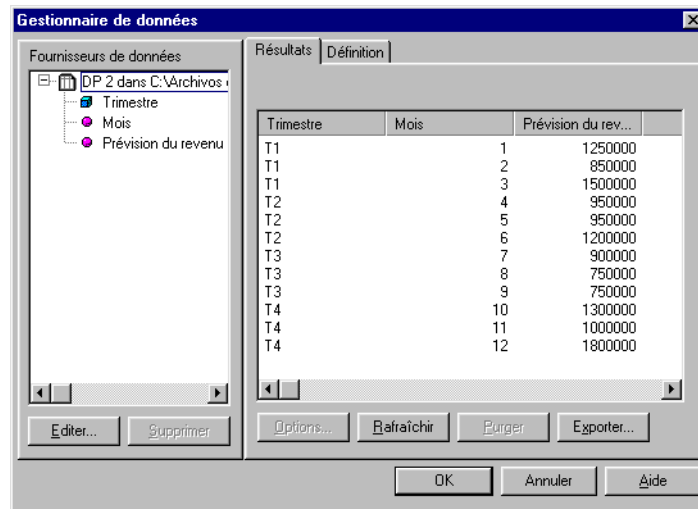 Gestionnaire de données
Fournisseurs de données
DP 2 dans C:\Archivos
Trimestre
Mois
Prévision du revenu
Editer...
Supprimer
Résultats
Définition
Trimestre Mois Prévision du rev...
T1 1 1250000
T1 2 850000
T1 3 1500000
T2 4 950000
T2 5 950000
T2 6 1200000
T3 7 900000
T3 8 750000
T3 9 750000
T4 10 1300000
T4 11 1000000
T4 12 1800000
Options... Rafraîchir Purger Exporter...
OK Annuler Aide